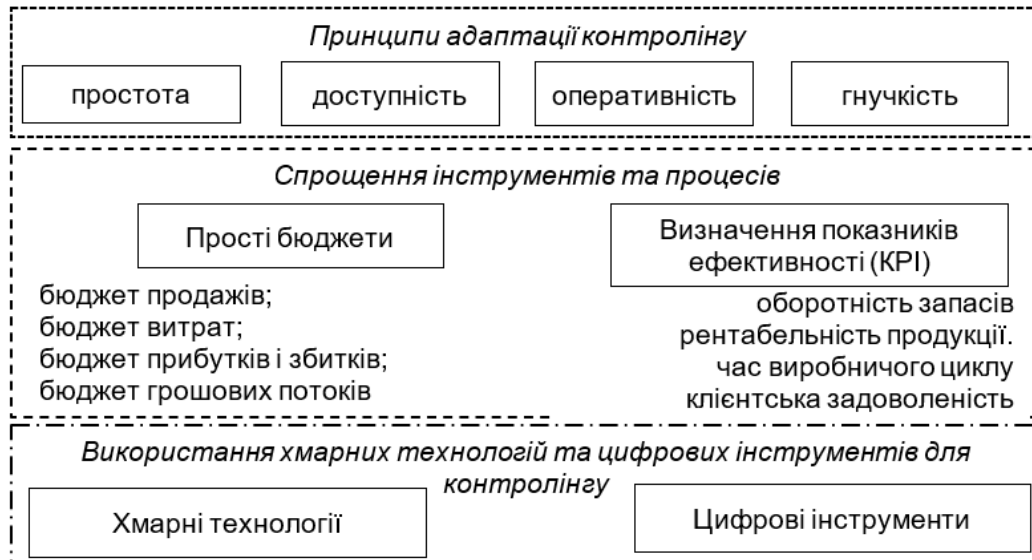 Принципи адаптації контролінгу
простота
доступність
оперативність
гнучкість
Спрощення інструментів та процесів
Прості бюджети
бюджет продажів;
бюджет витрат;
бюджет прибутків і збитків;
бюджет грошових потоків
Визначення показників
ефективності (КРІ)
оборотність запасів
рентабельність продукції.
час виробничого циклу
клієнтська задоволеність
Використання хмарних технологій та цифрових інструментів для
контролінгу
Хмарні технології
Цифрові інструменти